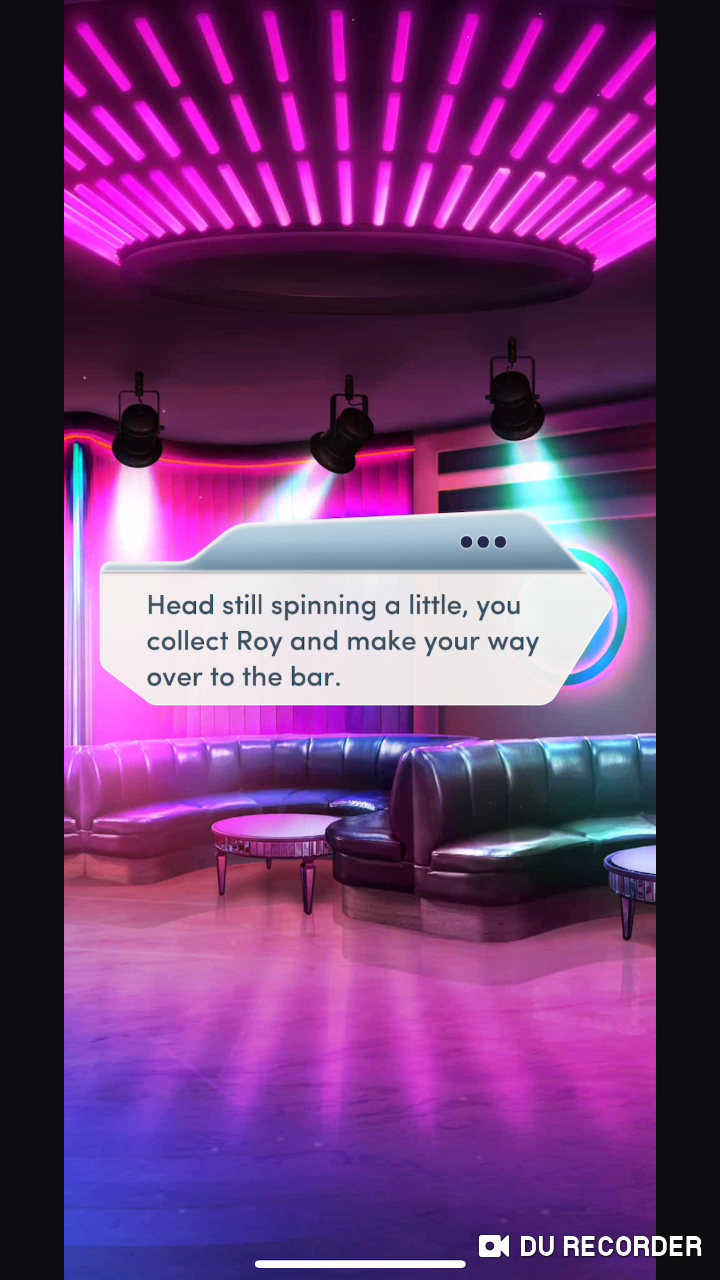 Head still spinning a little, you
collect Roy and make your way
over to the bar.
DU RECORDER